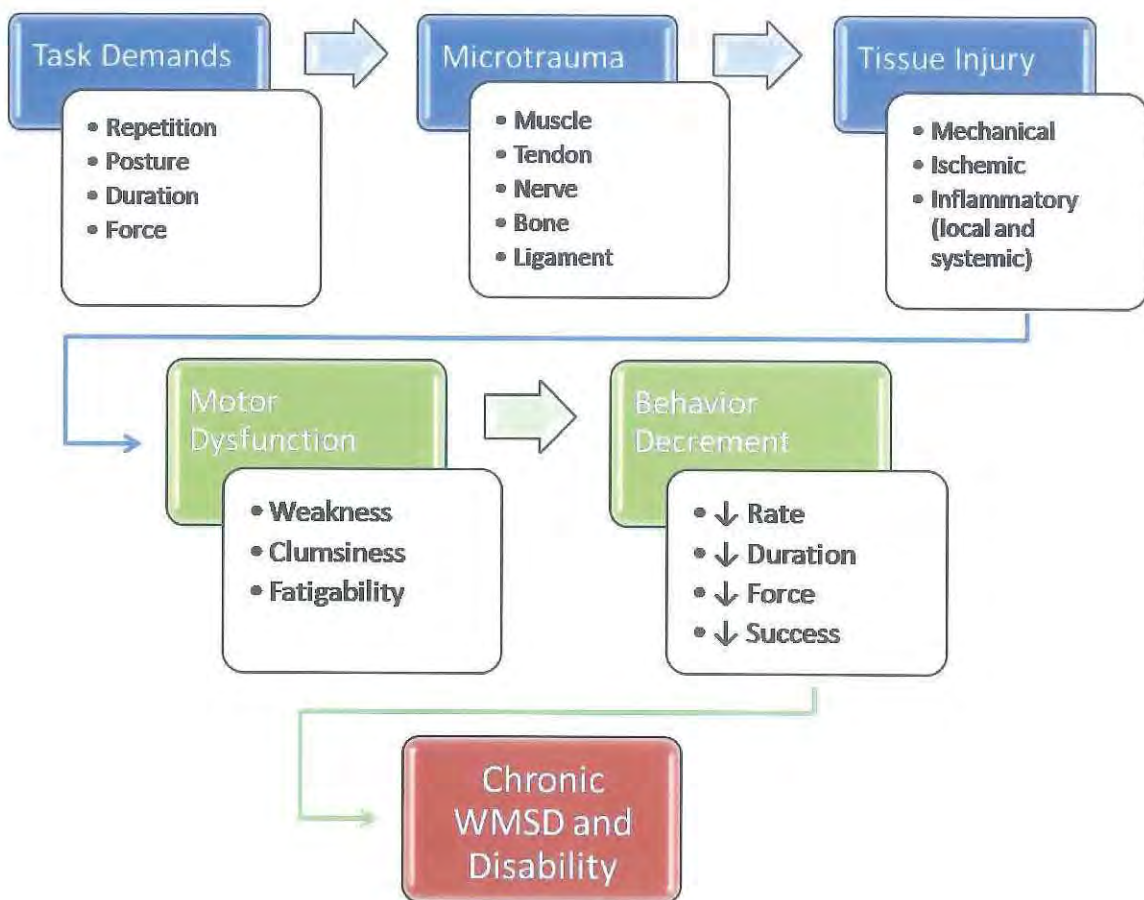 Task Demands
• Repetition
• Posture
• Duration
• Force
Microtrauma
• Muscle
• Tendon
• Nerve
• Bone
• Ligament
Tissue Injury
• Mechanical
• Ischemic
• Inflammatory
(local and
systemic)
Motor
Dysfunction
• Weakness
• Clumsiness
• Fatigability
Behavior
Decrement
• ↓ Rate
• ↓ Duration
• ↓ Force
• ↓ Success
Chronic
WMSD and
Disability